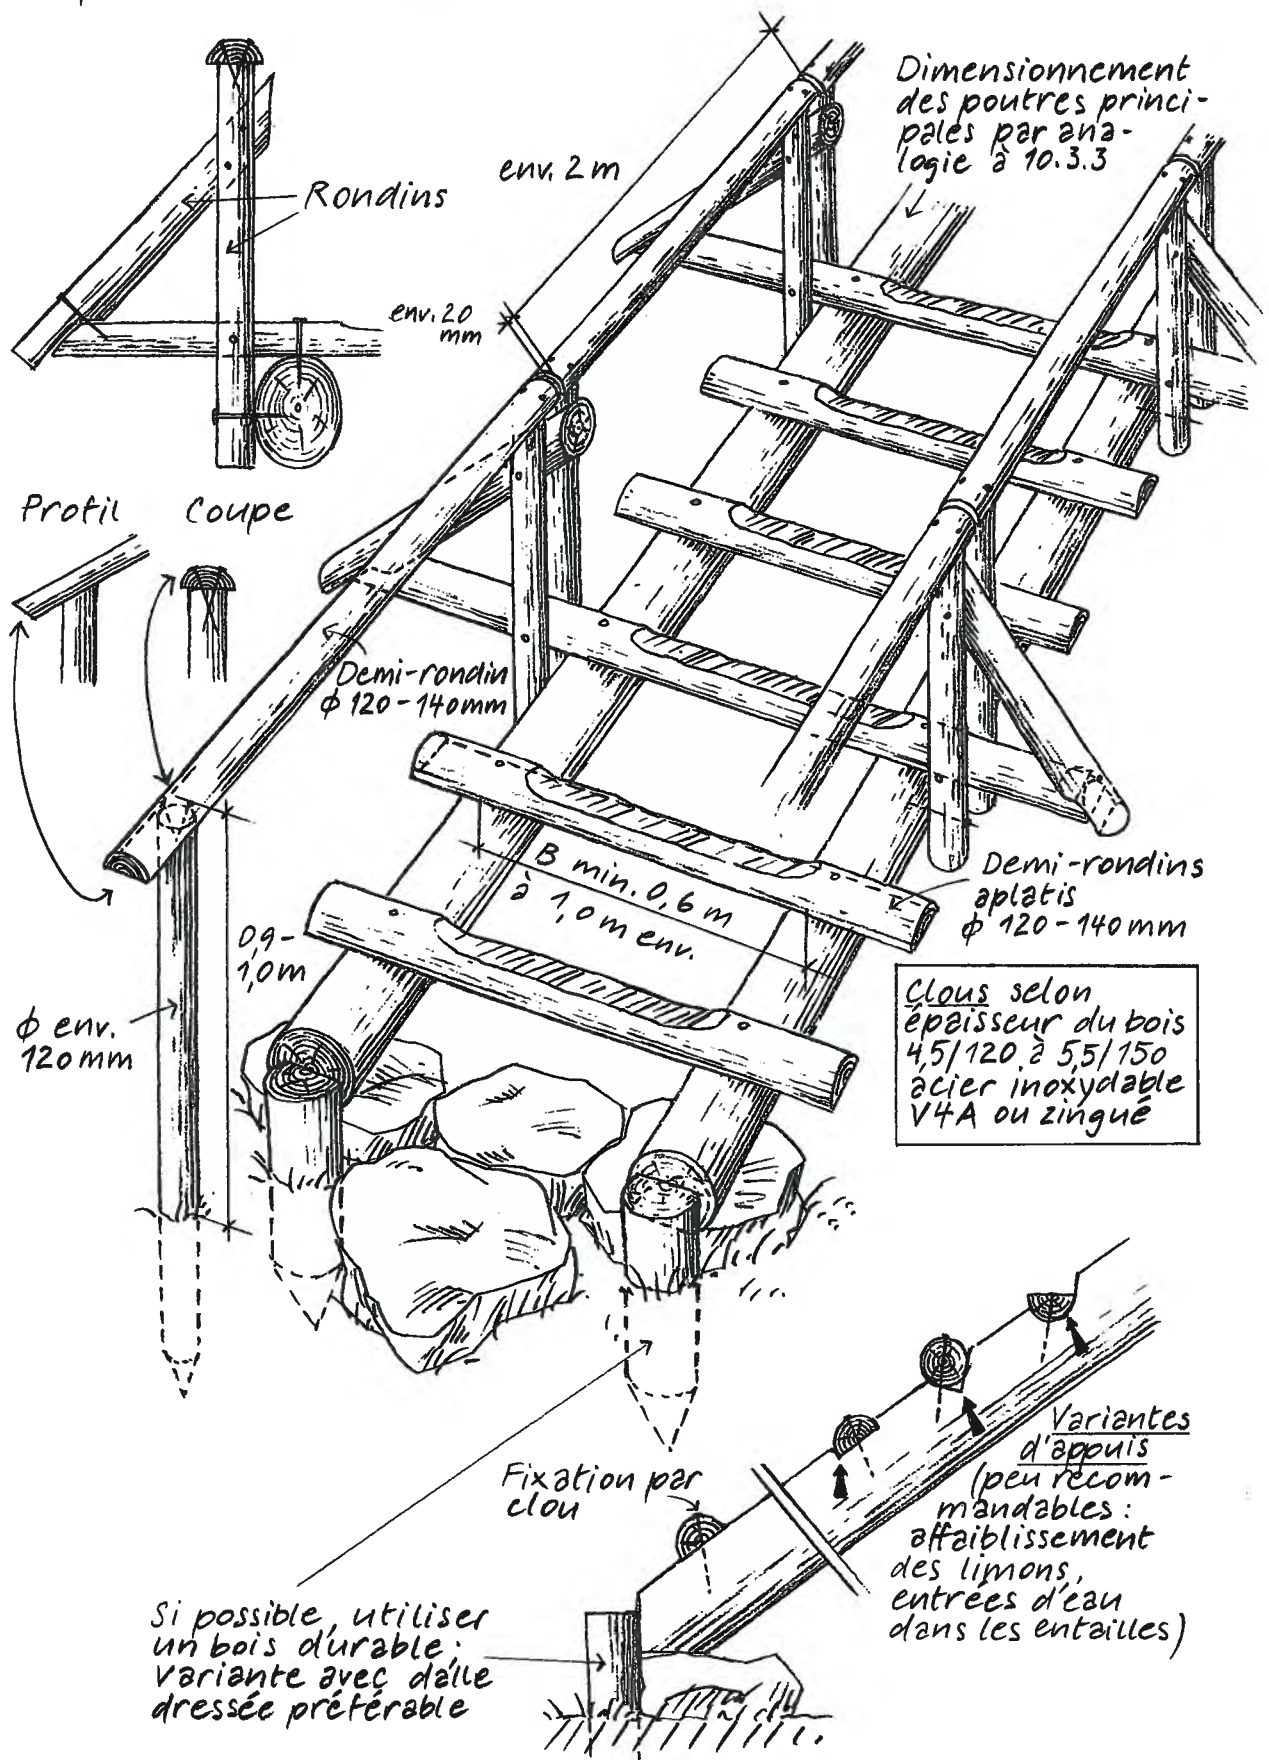 Dimensionnement
des poutres princi-
pales par ana-
logie à 10.3.3
env. 2 m
Rondins
env. 20
mm
Profil
Coupe
Demi-rondin
ϕ 120-140mm
B min. 0,6 m
à 1,0 m env.
Demi-rondins
aplatis
ϕ 120-140mm
0,9-
1,0m
ϕ env.
120mm
Clous selon
épaisseur du bois
4,5/120 à 5,5/150
acier inoxydable
V4A ou zingué
Variantes
d'appuis
(peu recom-
mandables:
affaiblissement
des limons,
entrées d'eau
dans les entailles)
Fixation par
clou
Si possible, utiliser
un bois durable;
variante avec dalle
dressée préférable